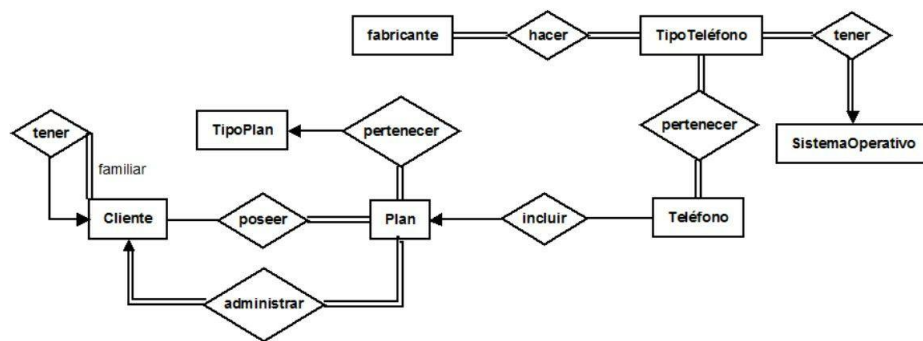 fabricante
hacer
TipoTeléfono
tener
TipoPlan
pertenecer
pertenecer
tener
SistemaOperativo
familiar
Cliente
poseer
Plan
incluir
Teléfono
administrar